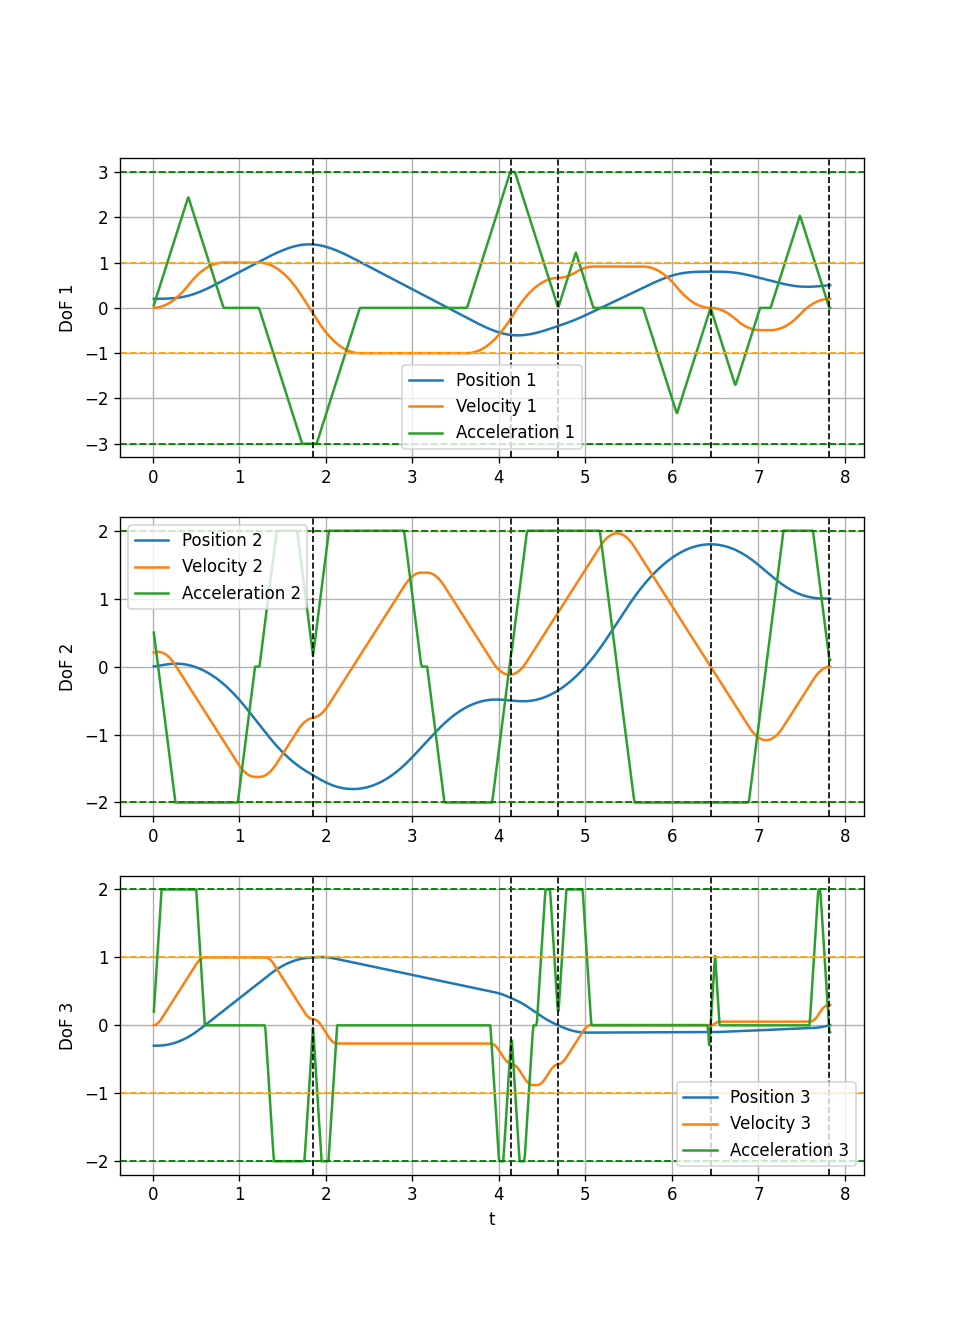 3
2
1
0
−1
−2
−3
DoF 1
Position 1
Velocity 1
Acceleration 1
0 1 2 3 4 5 6 7 8
2
1
0
−1
−2
DoF 2
Position 2
Velocity 2
Acceleration 2
0 1 2 3 4 5 6 7 8
2
1
0
−1
−2
DoF 3
Position 3
Velocity 3
Acceleration 3
0 1 2 3 4 5 6 7 8
t